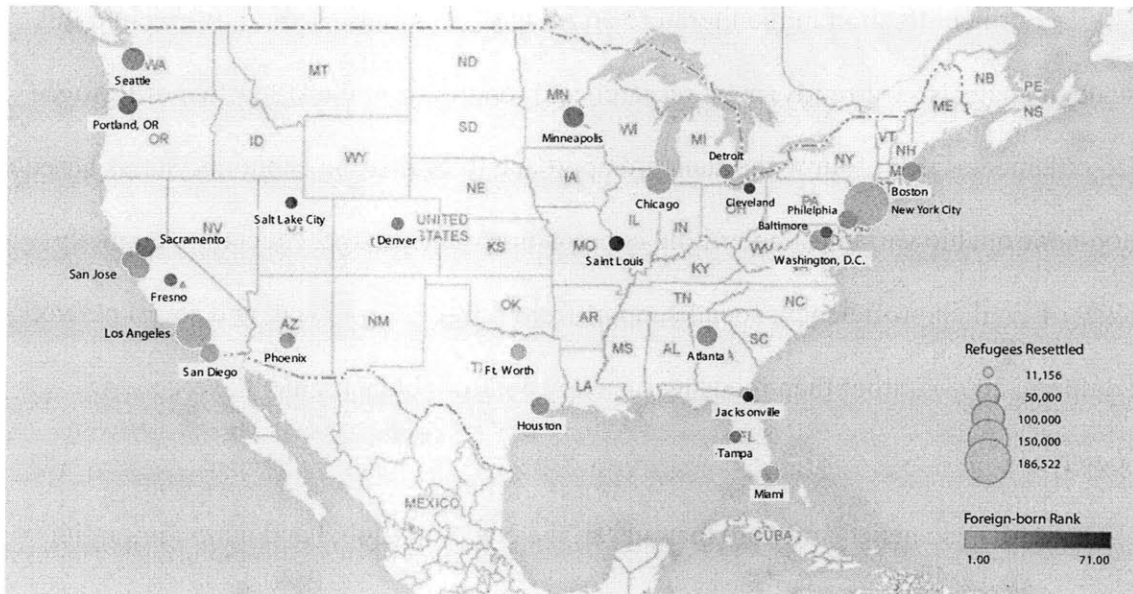 WA
Seattle
Portland, OR
OR
MT
ID
WY
ND
SD
NE
MN
Minneapolis
WI
IA
MI
Detroit
Chicago
Cleveland
NY
ME
NB
PE
NS
VT
NH
Boston
New York City
PA
Philelphia
Baltimore
Washington, D.C.
Salt Lake City
Denver
UNITED
STATES
KS
MO
Saint Louis
IL
IN
KY
NV
Sacramento
San Jose
Fresno
Los Angeles
San Diego
AZ
Phoenix
NM
OK
Ft. Worth
AR
TN
NC
SC
MS
AL
Atlanta
LA
Houston
Jacksonville
FL
Tampa
Miami
MEXICO
CUBA
Refugees Resettled
11,156
50,000
100,000
150,000
186,522
Foreign-born Rank
1.00
71.00